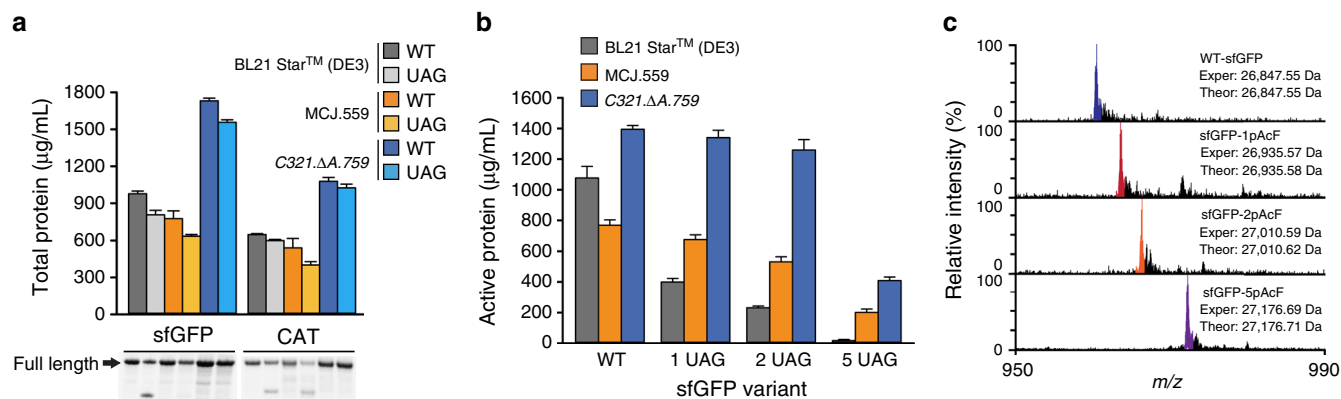 a
BL21 Star™ (DE3)
WT
UAG
MCJ.559
WT
UAG
C321.ΔA.759
WT
UAG
Total protein (µg/mL)
1800
1500
1200
900
600
300
0
sfGFP
CAT
Full length
b
BL21 Star™ (DE3)
MCJ.559
C321.ΔA.759
Active protein (µg/mL)
1600
1400
1200
1000
800
600
400
200
0
WT
1 UAG
2 UAG
5 UAG
sfGFP variant
c
Relative intensity (%)
100
0
WT-sfGFP
Exper: 26,847.55 Da
Theor: 26,847.55 Da
100
0
sfGFP-1pAcF
Exper: 26,935.57 Da
Theor: 26,935.58 Da
100
0
sfGFP-2pAcF
Exper: 27,010.59 Da
Theor: 27,010.62 Da
100
0
sfGFP-5pAcF
Exper: 27,176.69 Da
Theor: 27,176.71 Da
950
m/z
990